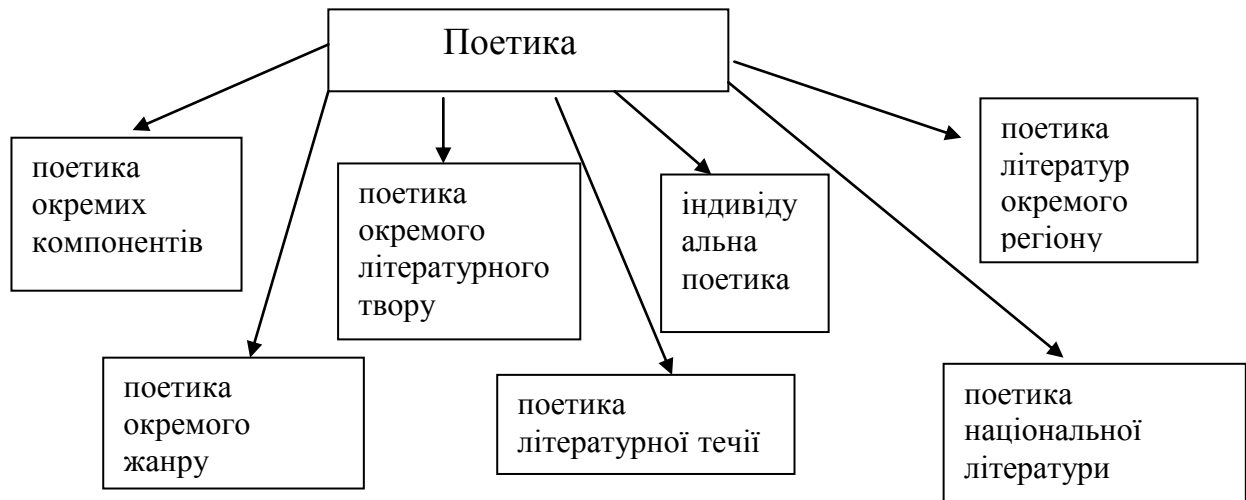 Поетика
поетика
окремих
компонентів
поетика
окремого
літературного
твору
індивіду
альна
поетика
поетика
літератур
окремого
регіону
поетика
окремого
жанру
поетика
літературної течії
поетика
національної
літератури